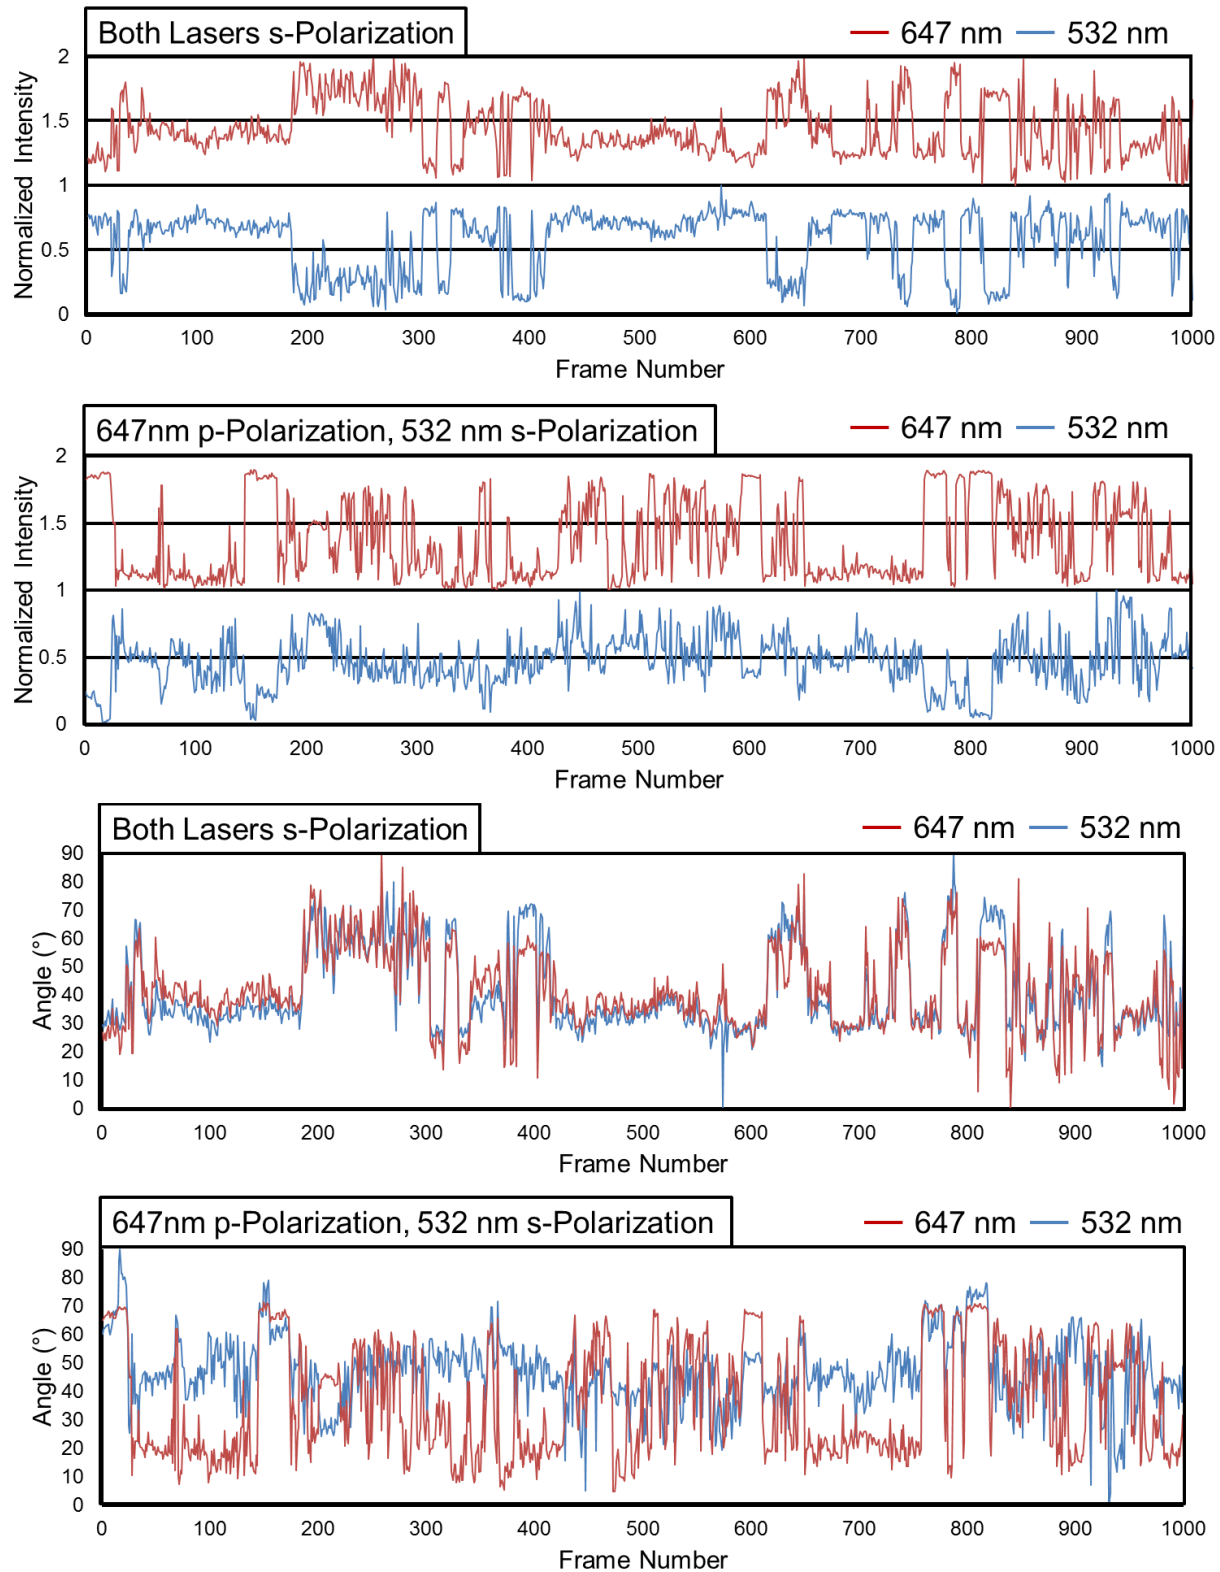 Both Lasers s-Polarization
647 nm 532 nm
Normalized Intensity
2
1.5
1
0.5
0
0 100 200 300 400 500 600 700 800 900 1000
Frame Number
647nm p-Polarization, 532 nm s-Polarization
647 nm 532 nm
Normalized Intensity
2
1.5
1
0.5
0
0 100 200 300 400 500 600 700 800 900 1000
Frame Number
Both Lasers s-Polarization
647 nm 532 nm
Angle (°)
90
80
70
60
50
40
30
20
10
0
0 100 200 300 400 500 600 700 800 900 1000
Frame Number
647nm p-Polarization, 532 nm s-Polarization
647 nm 532 nm
Angle (°)
90
80
70
60
50
40
30
20
10
0
0 100 200 300 400 500 600 700 800 900 1000
Frame Number